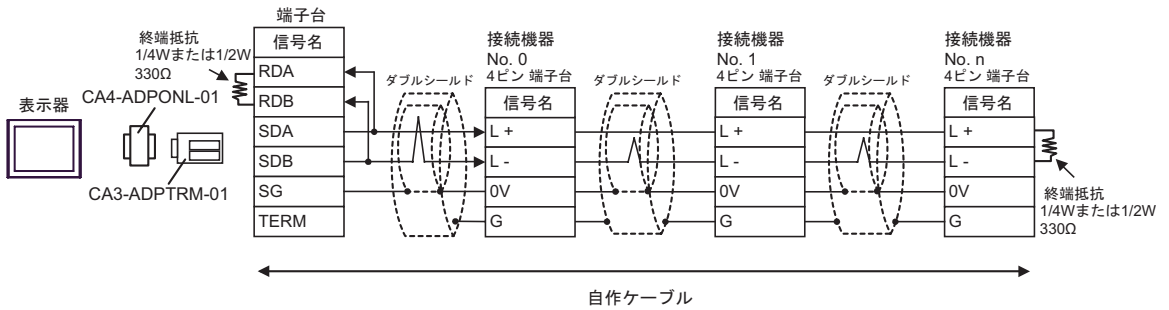 端子台
信号名
RDA
RDB
SDA
SDB
SG
TERM
終端抵抗
1/4Wまたは1/2W
330Ω
表示器
CA4-ADPONL-01
CA3-ADPTRM-01
ダブルシールド
接続機器
No. 0
4ピン 端子台
信号名
L +
L -
0V
G
ダブルシールド
接続機器
No. 1
4ピン 端子台
信号名
L +
L -
0V
G
ダブルシールド
接続機器
No. n
4ピン 端子台
信号名
L +
L -
0V
G
終端抵抗
1/4Wまたは1/2W
330Ω
自作ケーブル